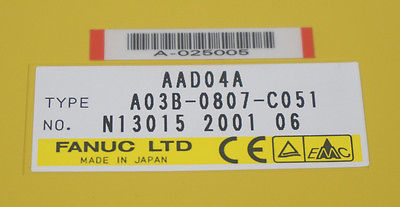 A-025005
AAD04A
TYPE A03B-0807-C051
NO. N13015 2001 06
FANUC LTD
MADE IN JAPAN
CE
EMC